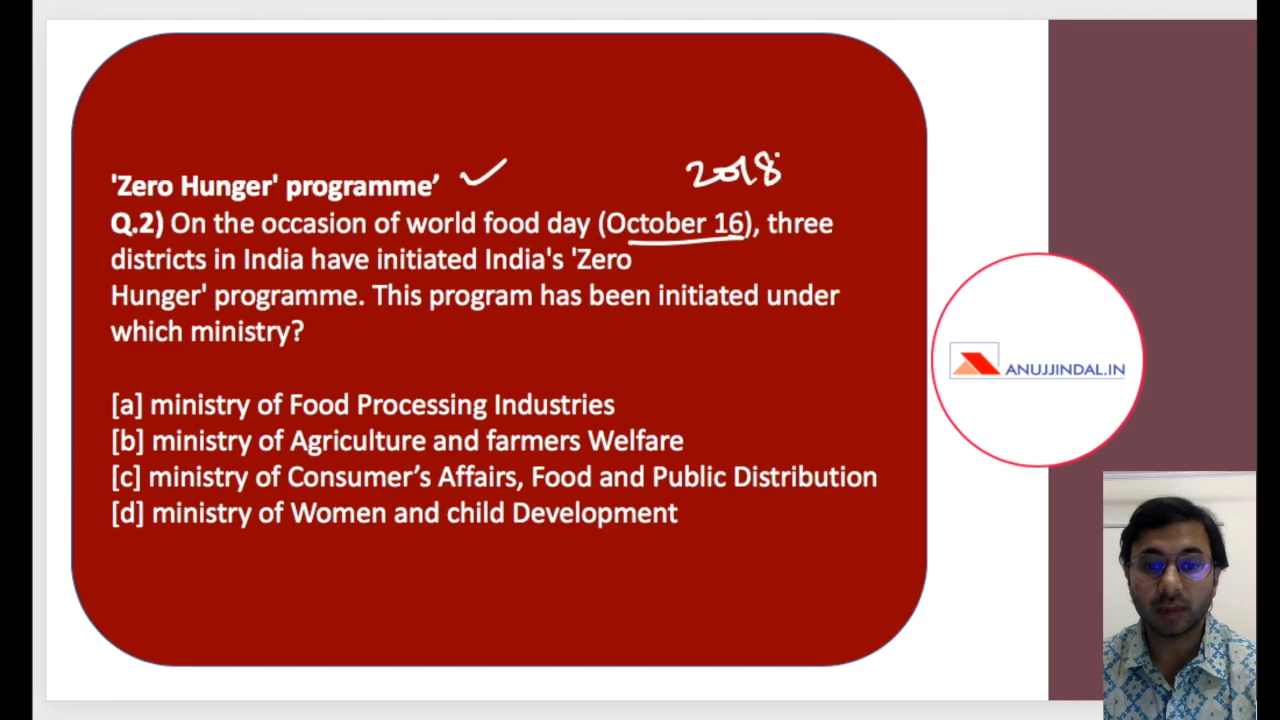 'Zero Hunger' programme’
2018
Q.2) On the occasion of world food day (October 16), three
districts in India have initiated India's 'Zero
Hunger' programme. This program has been initiated under
which ministry?
[a] ministry of Food Processing Industries
[b] ministry of Agriculture and farmers Welfare
[c] ministry of Consumer’s Affairs, Food and Public Distribution
[d] ministry of Women and child Development
ANUJJINDAL.IN